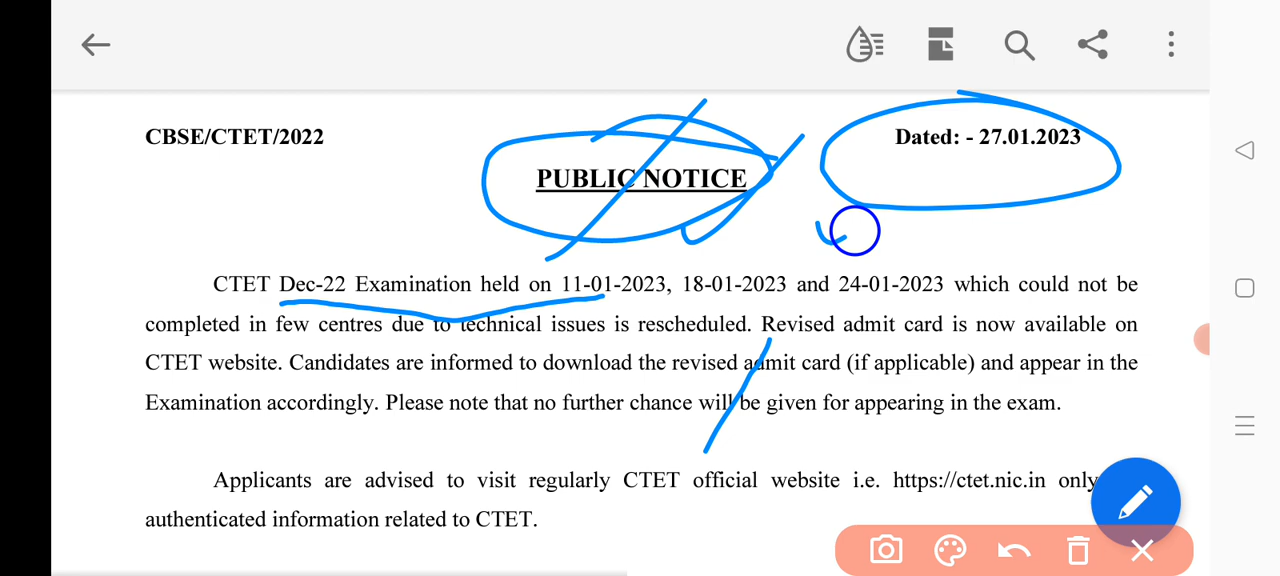 CBSE/CTET/2022
Dated: - 27.01.2023
PUBLIC NOTICE
CTET Dec-22 Examination held on 11-01-2023, 18-01-2023 and 24-01-2023 which could not be
completed in few centres due to technical issues is rescheduled. Revised admit card is now available on
CTET website. Candidates are informed to download the revised admit card (if applicable) and appear in the
Examination accordingly. Please note that no further chance will be given for appearing in the exam.
Applicants are advised to visit regularly CTET official website i.e. https://ctet.nic.in only
authenticated information related to CTET.